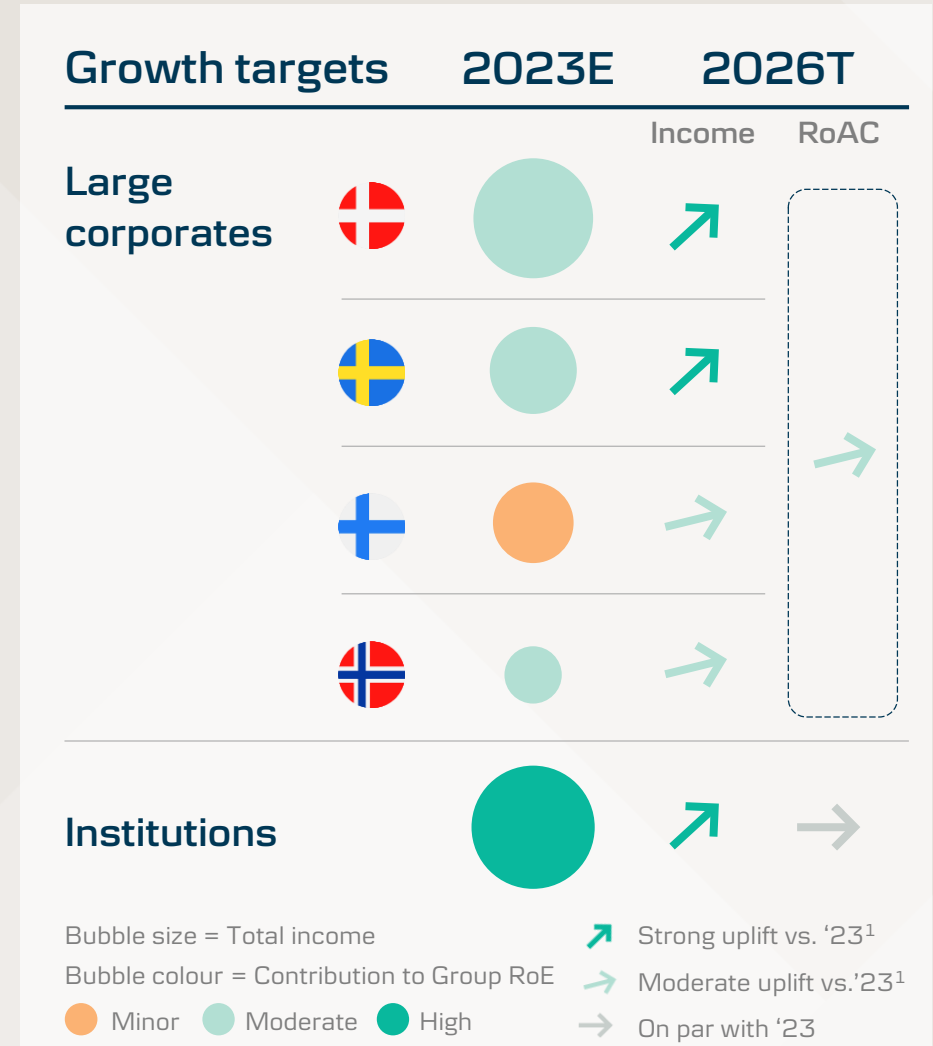 Growth targets 2023E 2026T
Income RoAC
Large
corporates
Institutions
Bubble size = Total income
Bubble colour = Contribution to Group RoE
Minor Moderate High
Strong uplift vs. ‘23¹
Moderate uplift vs.’23¹
On par with ‘23